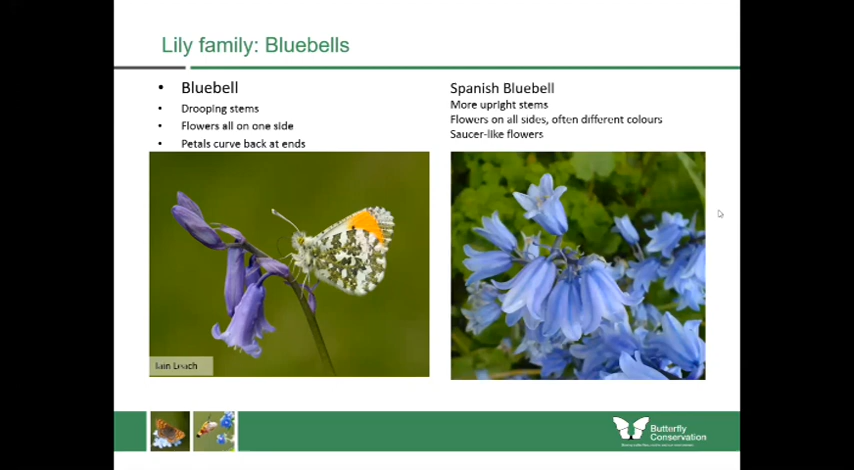 Lily family: Bluebells
• Bluebell
• Drooping stems
• Flowers all on one side
• Petals curve back at ends
Spanish Bluebell
More upright stems
Flowers on all sides, often different colours
Saucer-like flowers
Iain Leach
Butterfly
Conservation